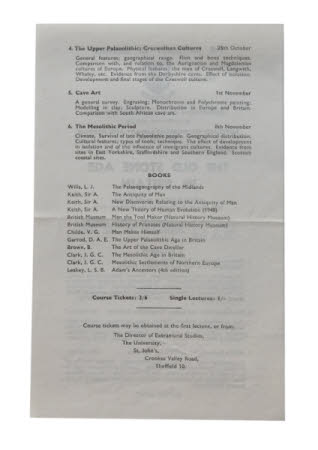 4. The Upper Palaeolithic; Creswellian Cultures 25th October
General features; geographical range. Flint and bone techniques.
Comparison with, and relation to, the Aurignacian and Magdalenian
cultures of Europe. Physical features; the men of Creswell, Langwith,
Whaley, etc. Evidence from the Derbyshire caves. Effect of isolation.
Development and final stages of the Creswell culture.
5. Cave Art 1st November
A general survey. Engraving; Monochrome and Polychrome painting;
Modelling in clay; Sculpture. Distribution in Europe and Britain.
Comparison with South African cave art.
6. The Mesolithic Period 8th November
Climate. Survival of late Palaeolithic people. Geographical distribution.
Cultural features; types of tools; technique. The effect of development
in isolation and of the influence of immigrant cultures. Evidence from
sites in East Yorkshire, Staffordshire and Southern England. Scottish
coastal sites.
BOOKS
Wills, L. J. The Palaeogeography of the Midlands
Keith, Sir A. The Antiquity of Man
Keith, Sir A. New Discoveries Relating to the Antiquity of Man
Keith, Sir A. A New Theory of Human Evolution (1948)
British Museum Man the Tool Maker (Natural History Museum)
British Museum History of Primates (Natural History Museum)
Childe, V. G. Man Makes Himself
Garrod, D. A. E. The Upper Palaeolithic Age in Britain
Brown, B. The Art of the Cave Dweller
Clark, J. G. C. The Mesolithic Age in Britain
Clark, J. G. C. Mesolithic Settlements of Northern Europe
Leakey, L. S. B. Adam's Ancestors (4th edition)
Course Tickets: 3/6 Single Lectures: 1/-
Course tickets may be obtained at the first lecture, or from:
The Director of Extramural Studies,
The University,
St. John's,
Crookes Valley Road,
Sheffield 10.